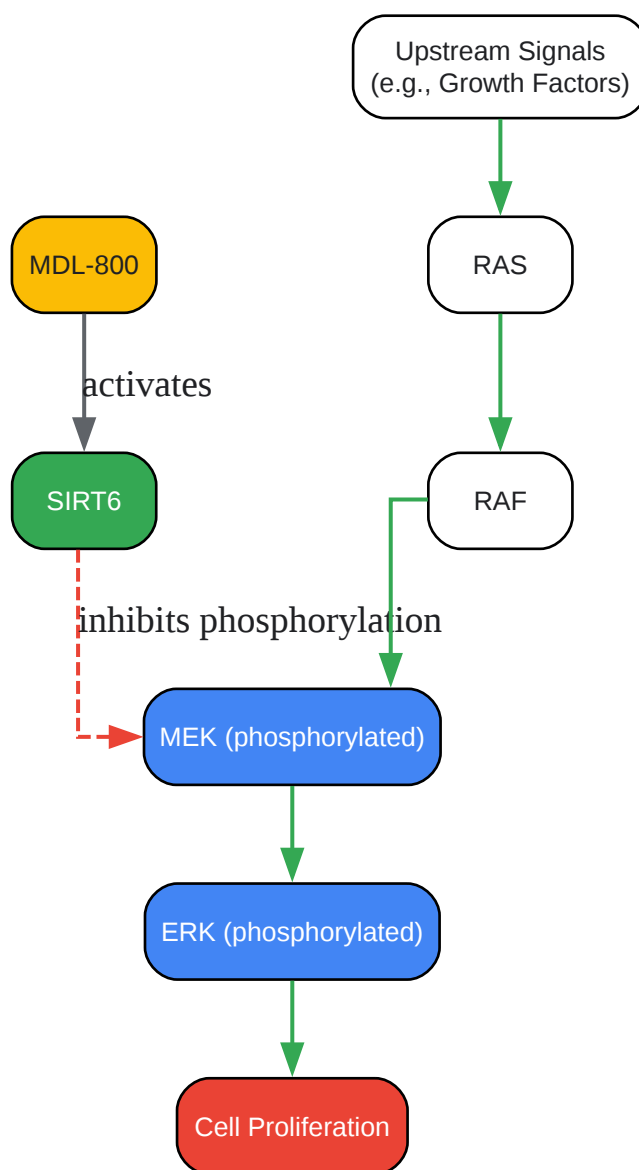 Upstream Signals
(e.g., Growth Factors)
MDL-800
RAS
activates
SIRT6
RAF
inhibits phosphorylation
MEK (phosphorylated)
ERK (phosphorylated)
Cell Proliferation